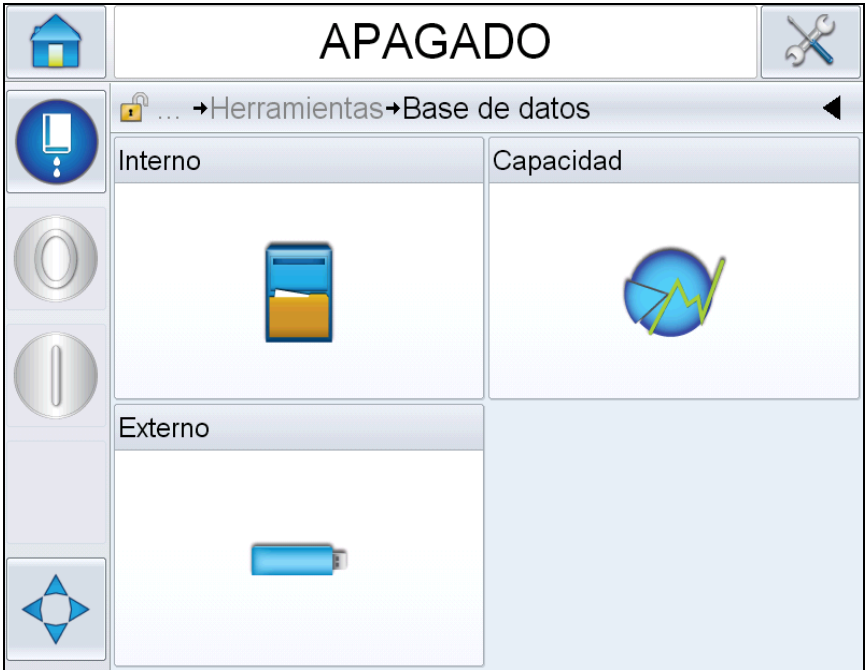 APAGADO
... →Herramientas→Base de datos
Interno
Capacidad
Externo